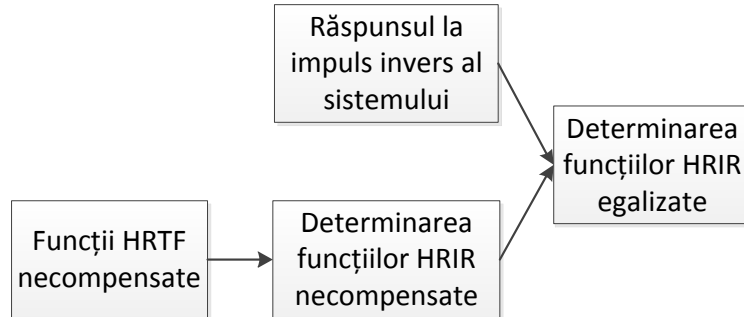 Răspunsul la
impuls invers al
sistemului
Determinarea
funcțiilor HRIR
egalizate
Funcții HRTF
necompensate
Determinarea
funcțiilor HRIR
necompensate